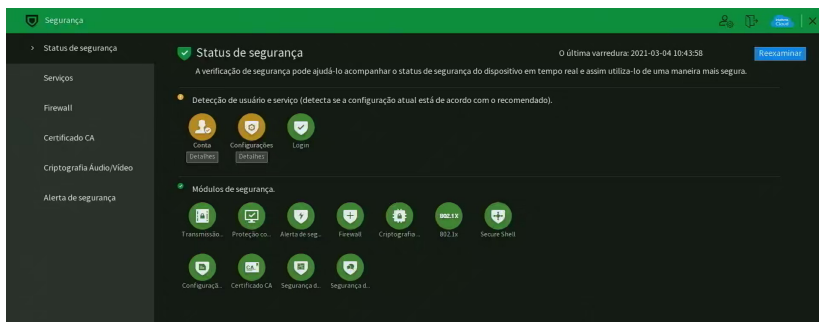 Segurança
Cloud
Status de segurança
Serviços
Firewall
Certificado CA
Criptografia Áudio/Vídeo
Alerta de segurança
Status de segurança
O última varredura: 2021-03-04 10:43:58
Reexaminar
A verificação de segurança pode ajudá-lo acompanhar o status de segurança do dispositivo em tempo real e assim utiliza-lo de uma maneira mais segura.
Detecção de usuário e serviço (detecta se a configuração atual está de acordo com o recomendado).
Conta Configurações Login
Detalhes Detalhes
Módulos de segurança.
802.1X
Transmissão... Proteção co... Alerta de seg... Firewall Criptografia ... 802.1x Secure Shell
CA
Configuraçã... Certificado CA Segurança d... Segurança d...